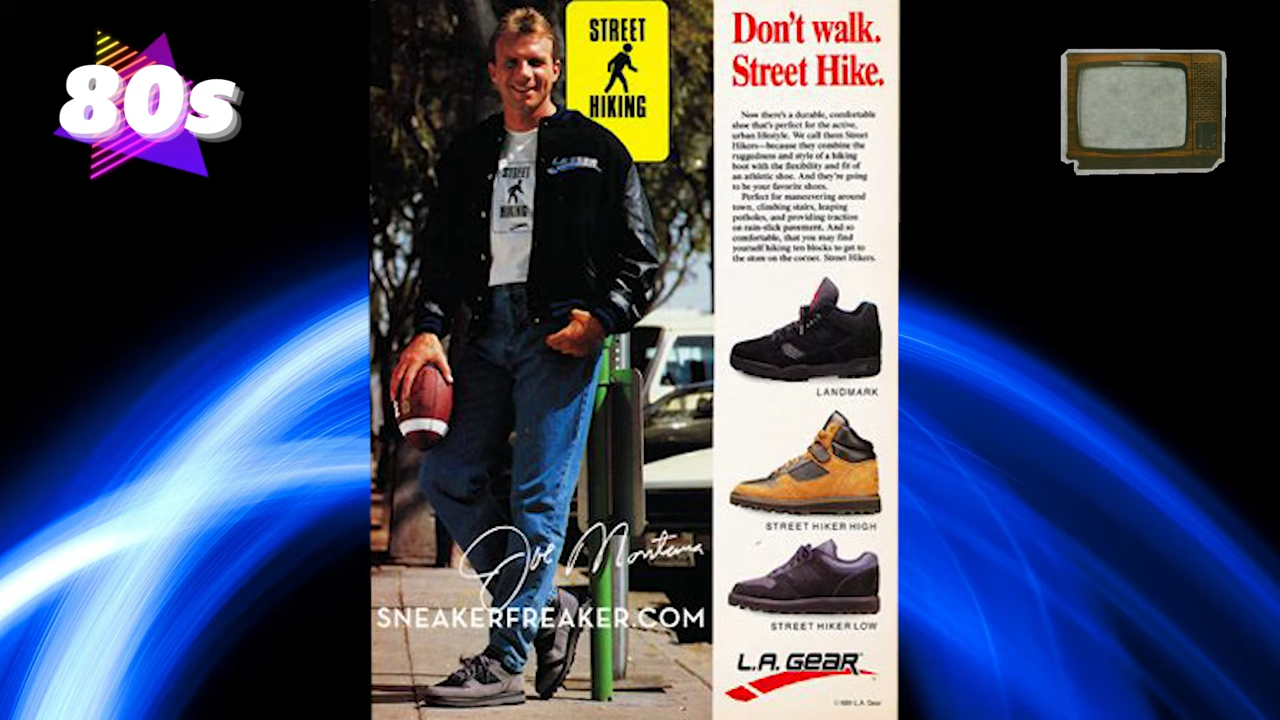 80s
STREET
HIKING
L.A. GEAR
STREET
HIKING
Joe Montana
SNEAKERFREAKER.COM
Don't walk.
Street Hike.
Now there's a durable, comfortable
shoe that's perfect for the active,
urban lifestyle. We call them Street
Hikers—because they combine the
ruggedness and style of a hiking
boot with the flexibility and fit of
an athletic shoe. And they're going
to be your favorite shoes.
Perfect for maneuvering around
town, climbing stairs, leaping
potholes, and providing traction
on rain-slick pavement. And so
comfortable, that you may find
yourself hiking ten blocks to get to
the store on the corner. Street Hikers.
LANDMARK
STREET HIKER HIGH
STREET HIKER LOW
L.A. GEAR
L.A. Gear